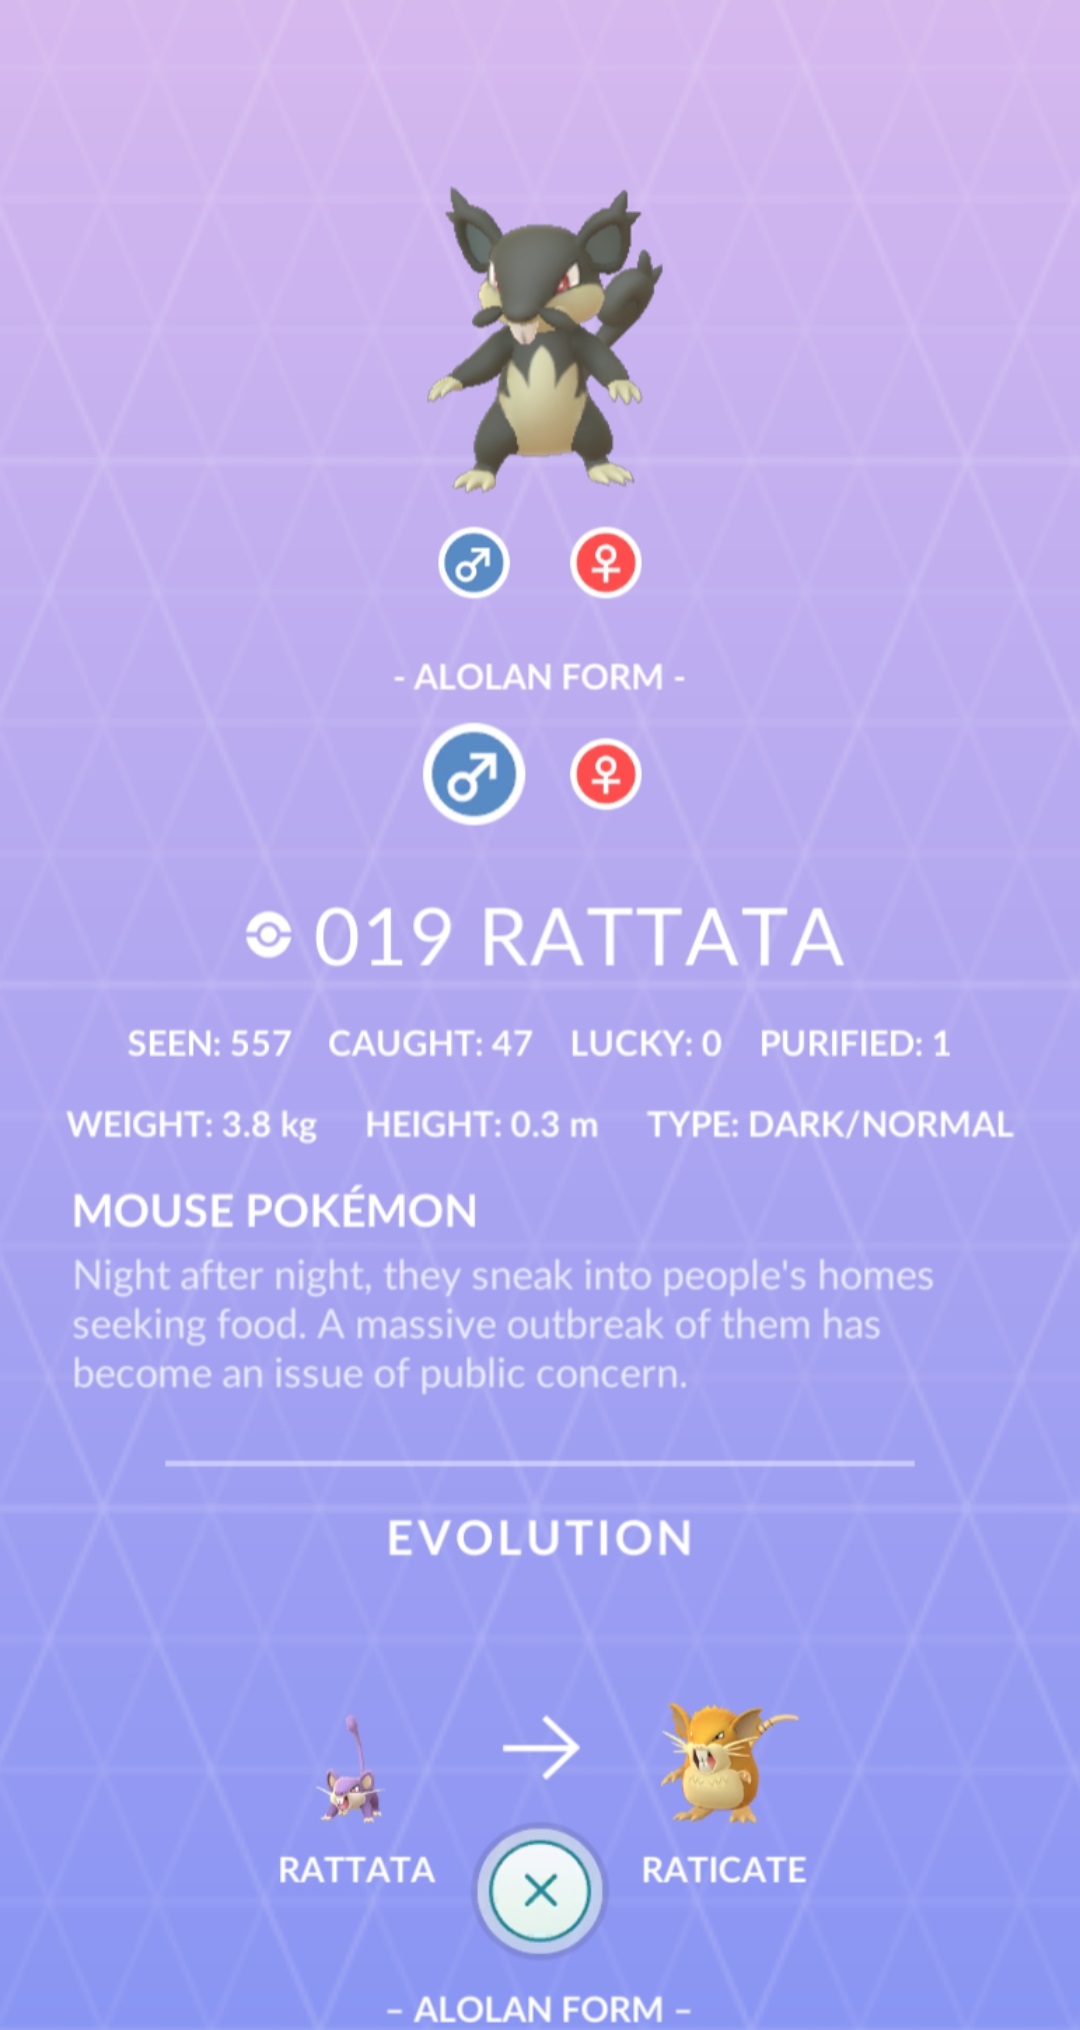 - ALOLAN FORM -
019 RATTATA
SEEN: 557 CAUGHT: 47 LUCKY: 0 PURIFIED: 1
WEIGHT: 3.8 kg HEIGHT: 0.3 m TYPE: DARK/NORMAL
MOUSE POKÉMON
Night after night, they sneak into people's homes
seeking food. A massive outbreak of them has
become an issue of public concern.
EVOLUTION
RATTATA RATICATE
– ALOLAN FORM –